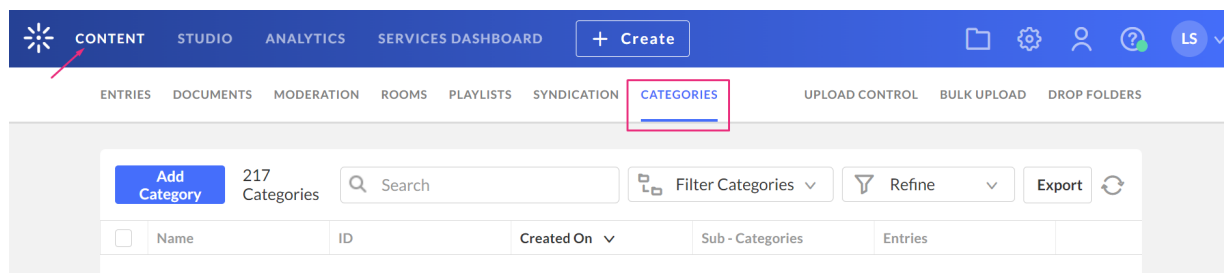 CONTENT STUDIO ANALYTICS SERVICES DASHBOARD + Create LS
ENTRIES DOCUMENTS MODERATION ROOMS PLAYLISTS SYNDICATION CATEGORIES UPLOAD CONTROL BULK UPLOAD DROP FOLDERS
Add Category 217 Categories Search Filter Categories Refine Export
Name ID Created On Sub - Categories Entries